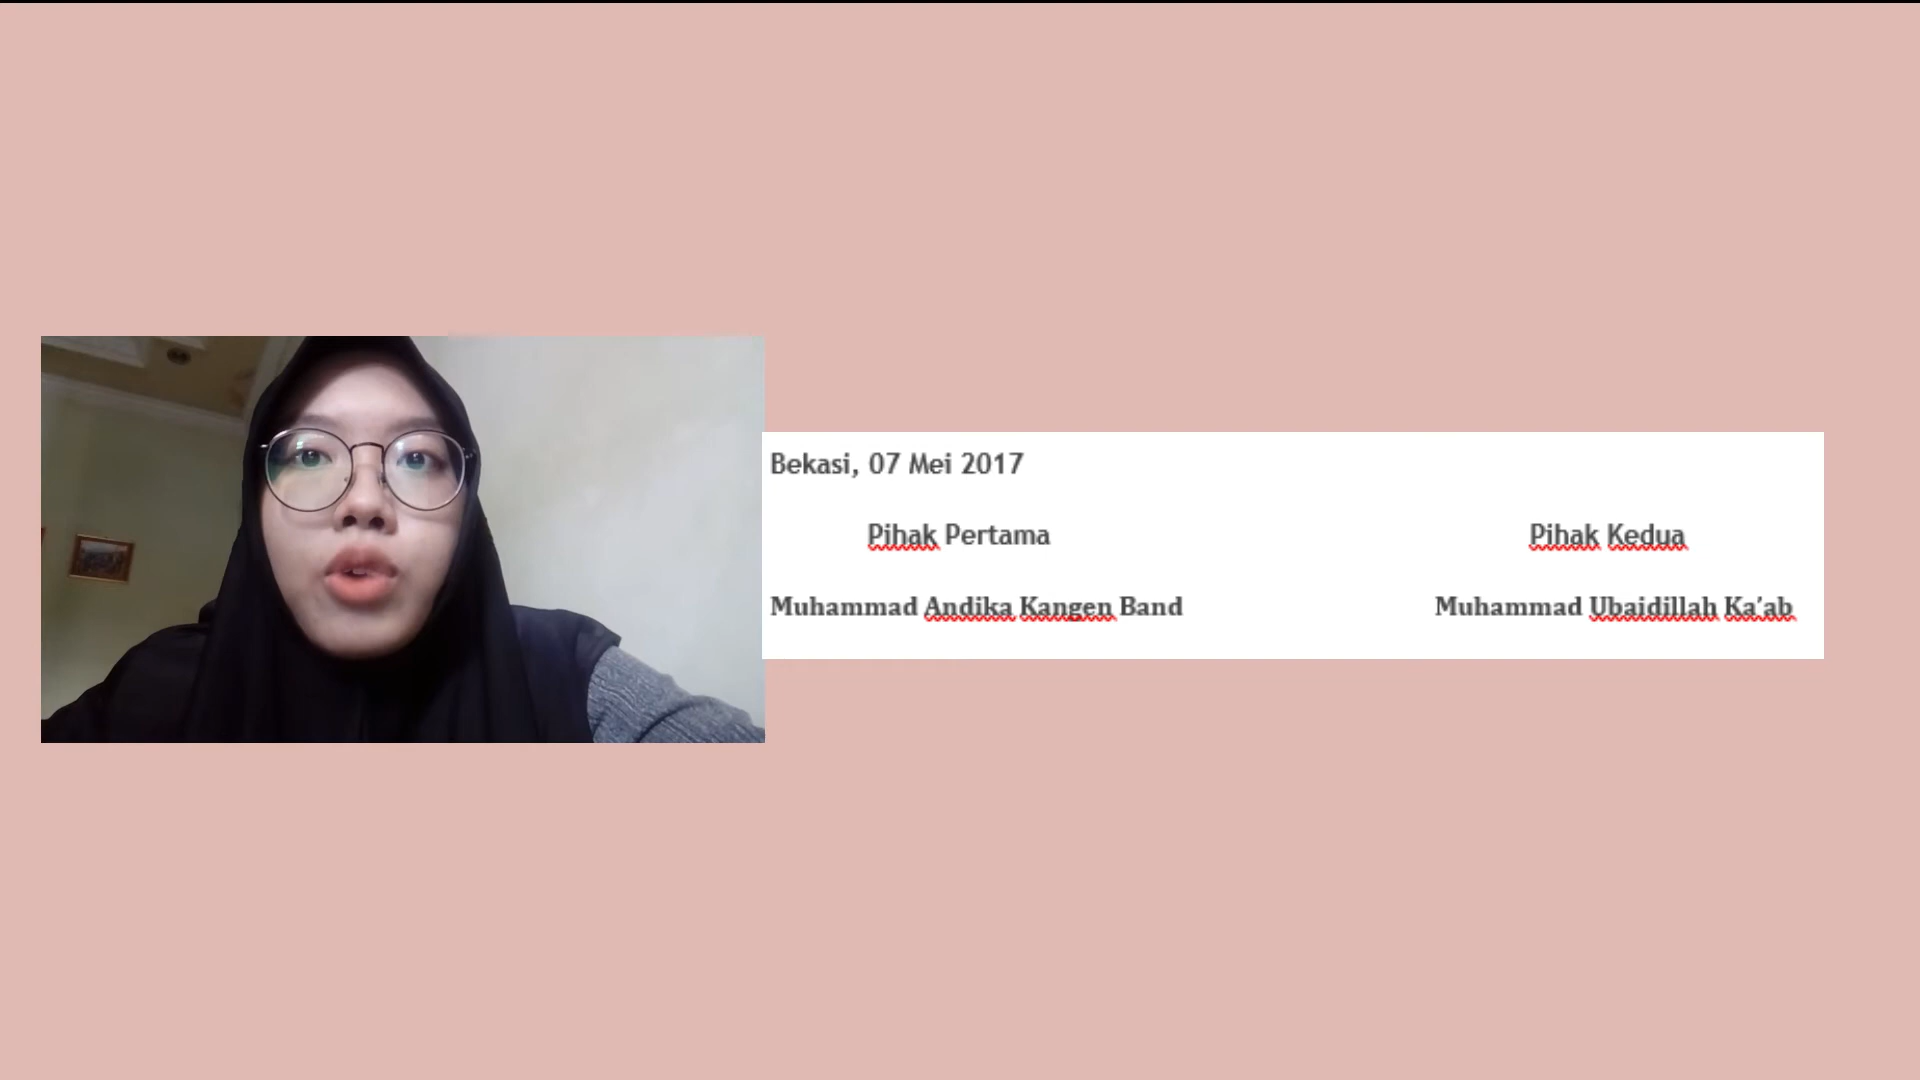 Bekasi, 07 Mei 2017
Pihak Pertama Pihak Kedua
Muhammad Andika Kangen Band Muhammad Ubaidillah Ka'ab